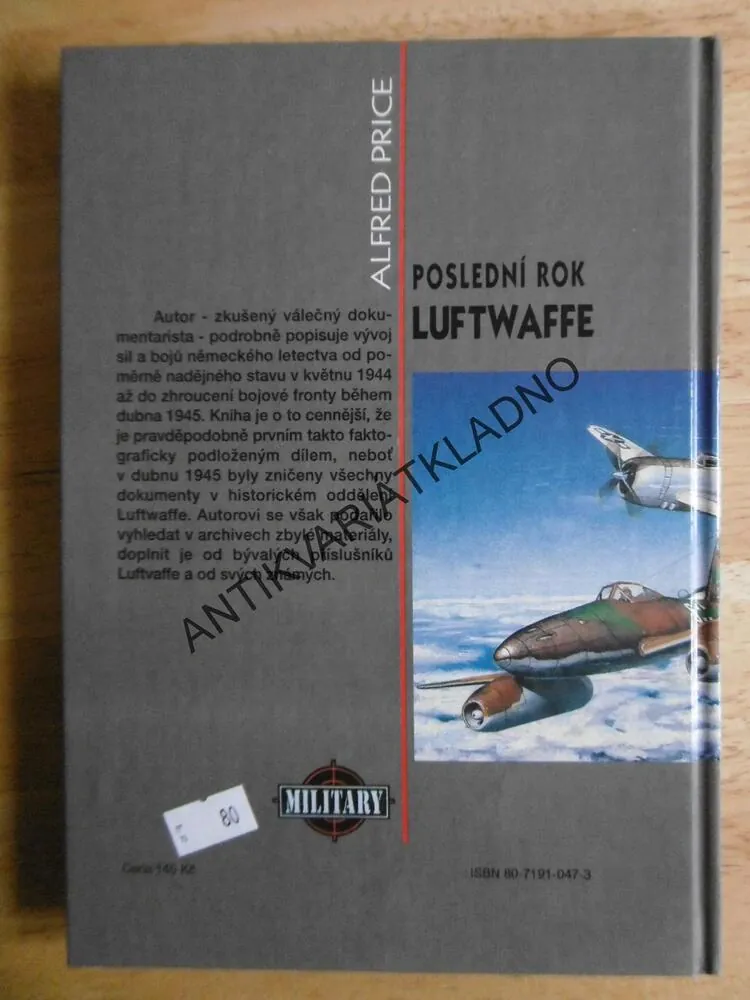 ALFRED PRICE
POSLEDNÍ ROK
LUFTWAFFE
Autor - zkušený válečný doku-
mentarista - podrobně popisuje vývoj
sil a bojů německého letectva od po-
měrně nadějného stavu v květnu 1944
až do zhroucení bojové fronty během
dubna 1945. Kniha je o to cennější, že
je pravděpodobně prvním takto fakto-
graficky podloženým dílem, neboť
v dubnu 1945 byly zničeny všechny
dokumenty v historickém oddělení
Luftwaffe. Autorovi se však podařilo
vyhledat v archivech zbylé materiály,
doplnit je od bývalých příslušníků
Luftwaffe a od svých známých.
ANTIKVARIÁTKLADNO
MILITARY
80
Cena 145 Kč
ISBN 80-7191-047-3